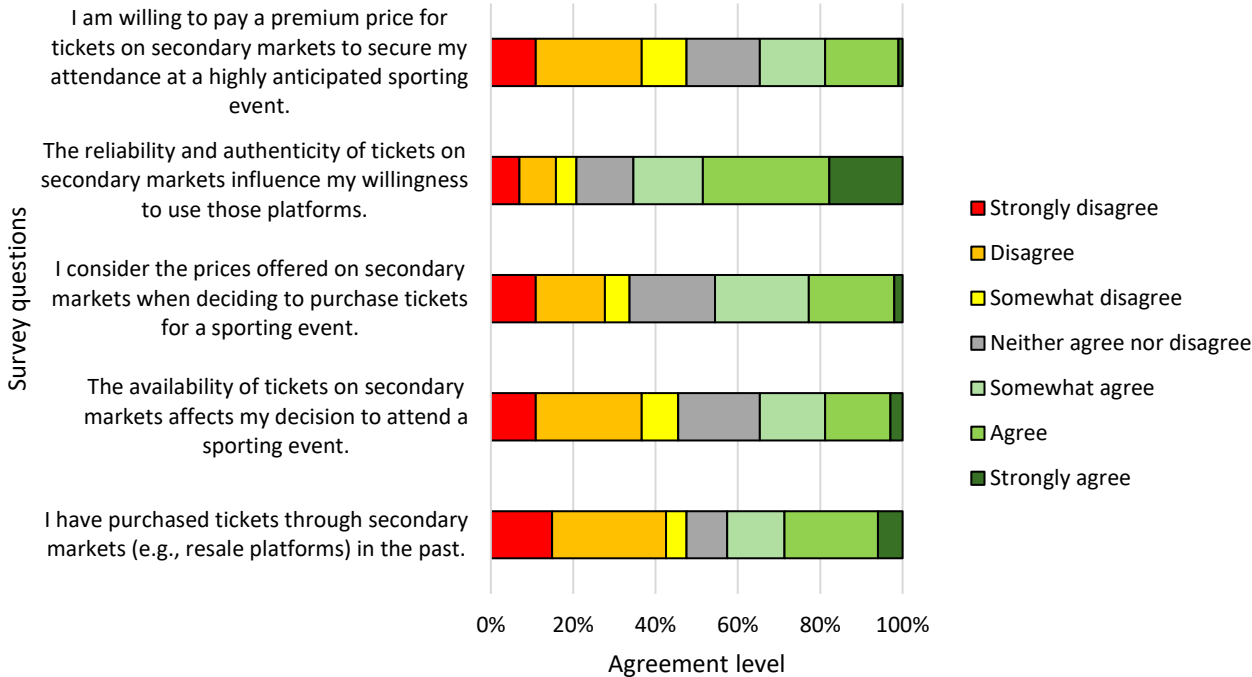 I am willing to pay a premium price for
tickets on secondary markets to secure my
attendance at a highly anticipated sporting
event.
The reliability and authenticity of tickets on
secondary markets influence my willingness
to use those platforms.
I consider the prices offered on secondary
markets when deciding to purchase tickets
for a sporting event.
The availability of tickets on secondary
markets affects my decision to attend a
sporting event.
I have purchased tickets through secondary
markets (e.g., resale platforms) in the past.
Survey questions
0%
20%
40%
60%
80%
100%
Agreement level
Strongly disagree
Disagree
Somewhat disagree
Neither agree nor disagree
Somewhat agree
Agree
Strongly agree